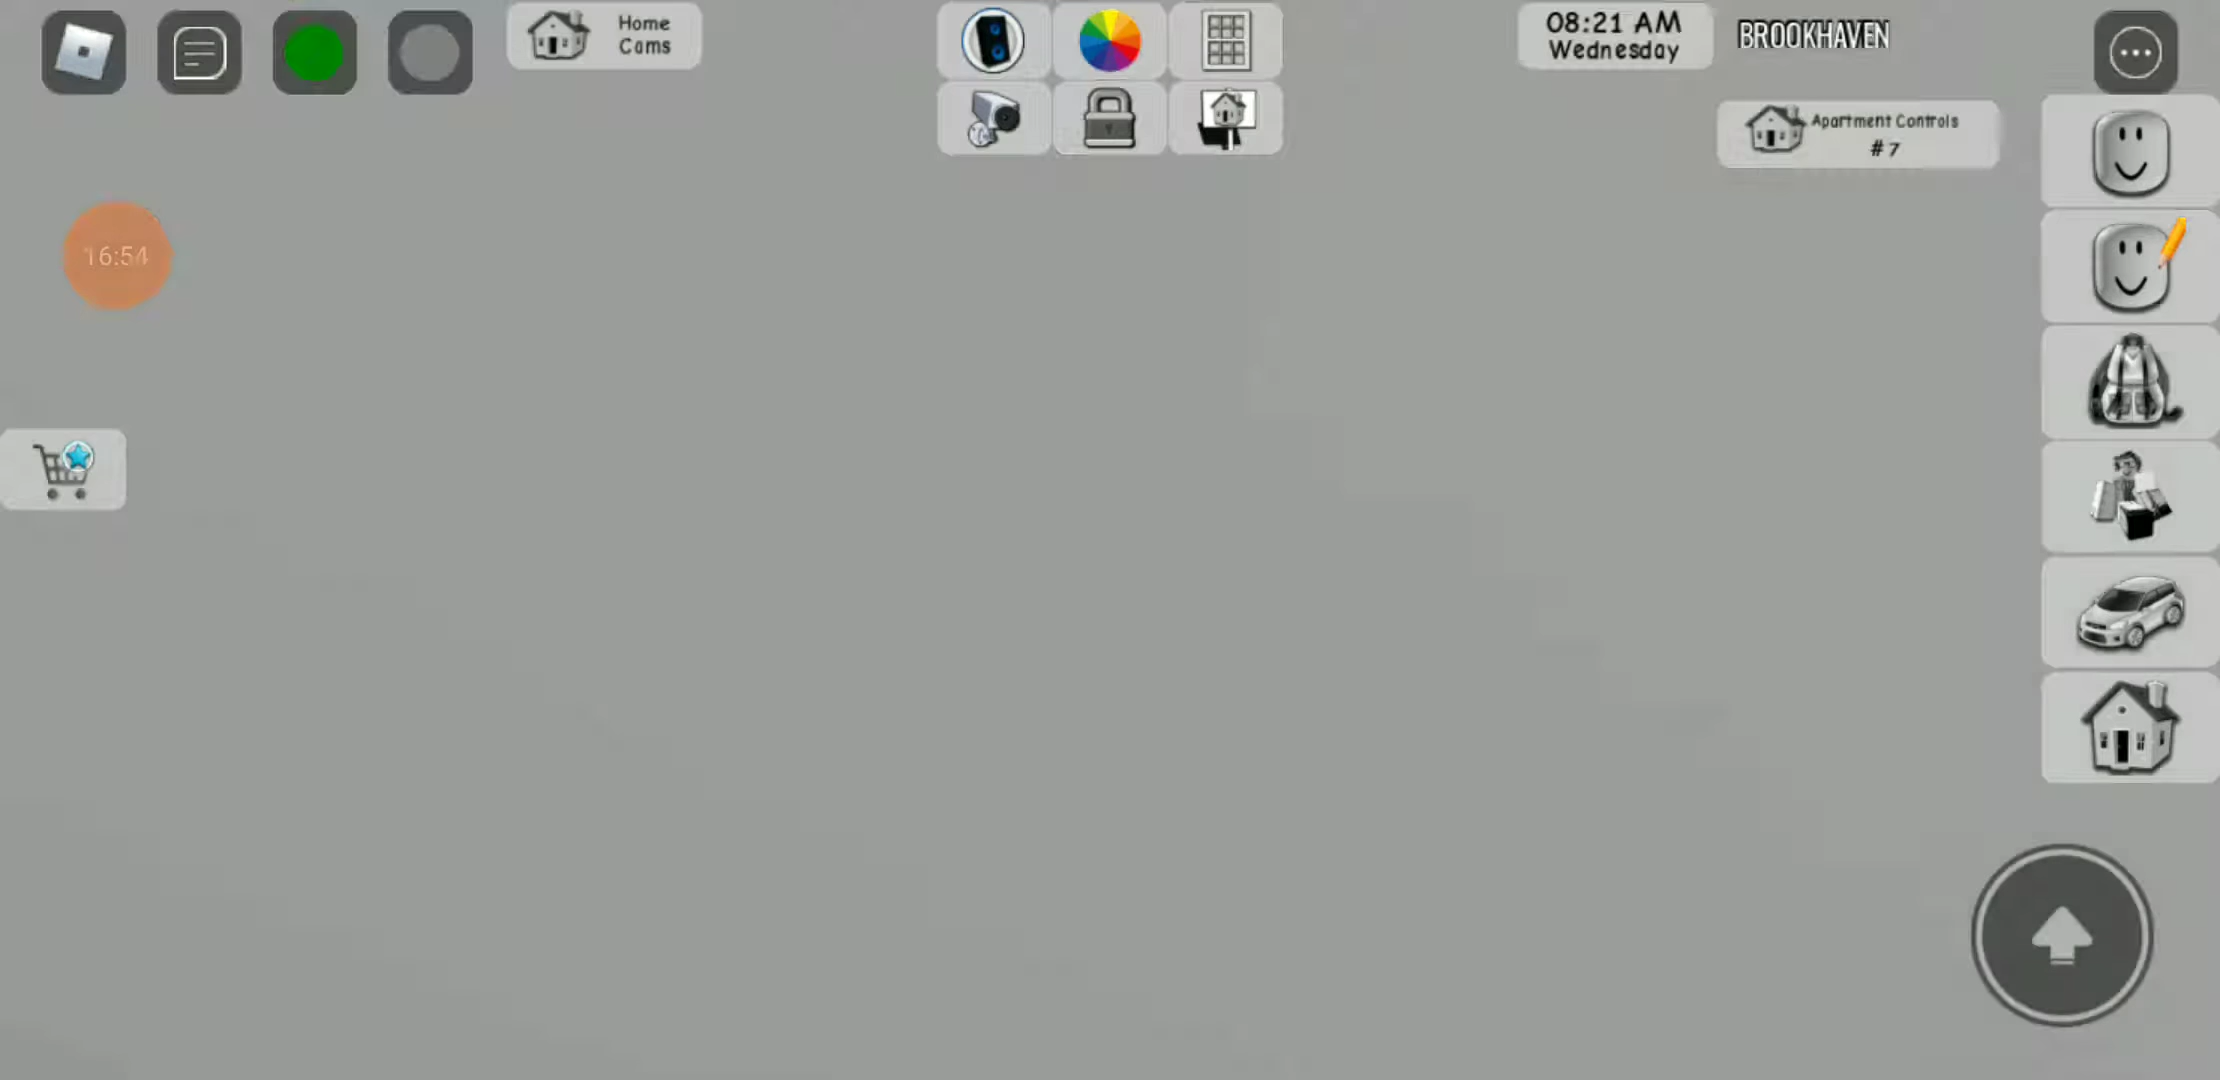 Home
Cams
08:21 AM
Wednesday
BROOKHAVEN
Apartment Controls
#7
16:54